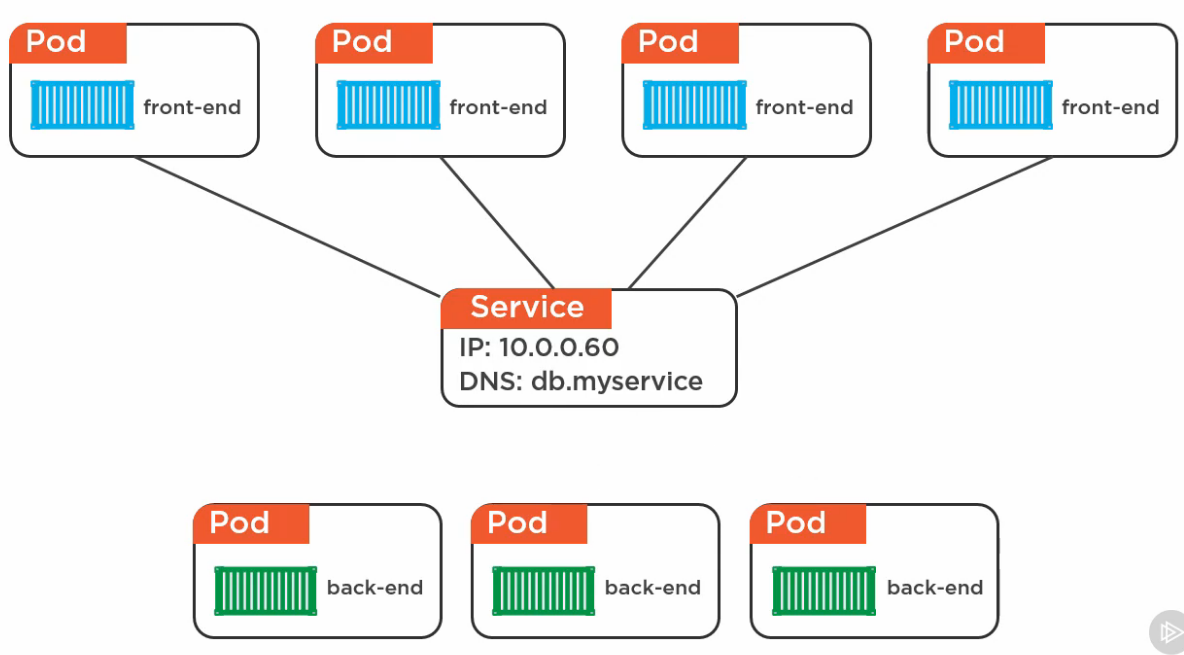 Pod
front-end
Pod
front-end
Pod
front-end
Pod
front-end
Service
IP: 10.0.0.60
DNS: db.myservice
Pod
back-end
Pod
back-end
Pod
back-end